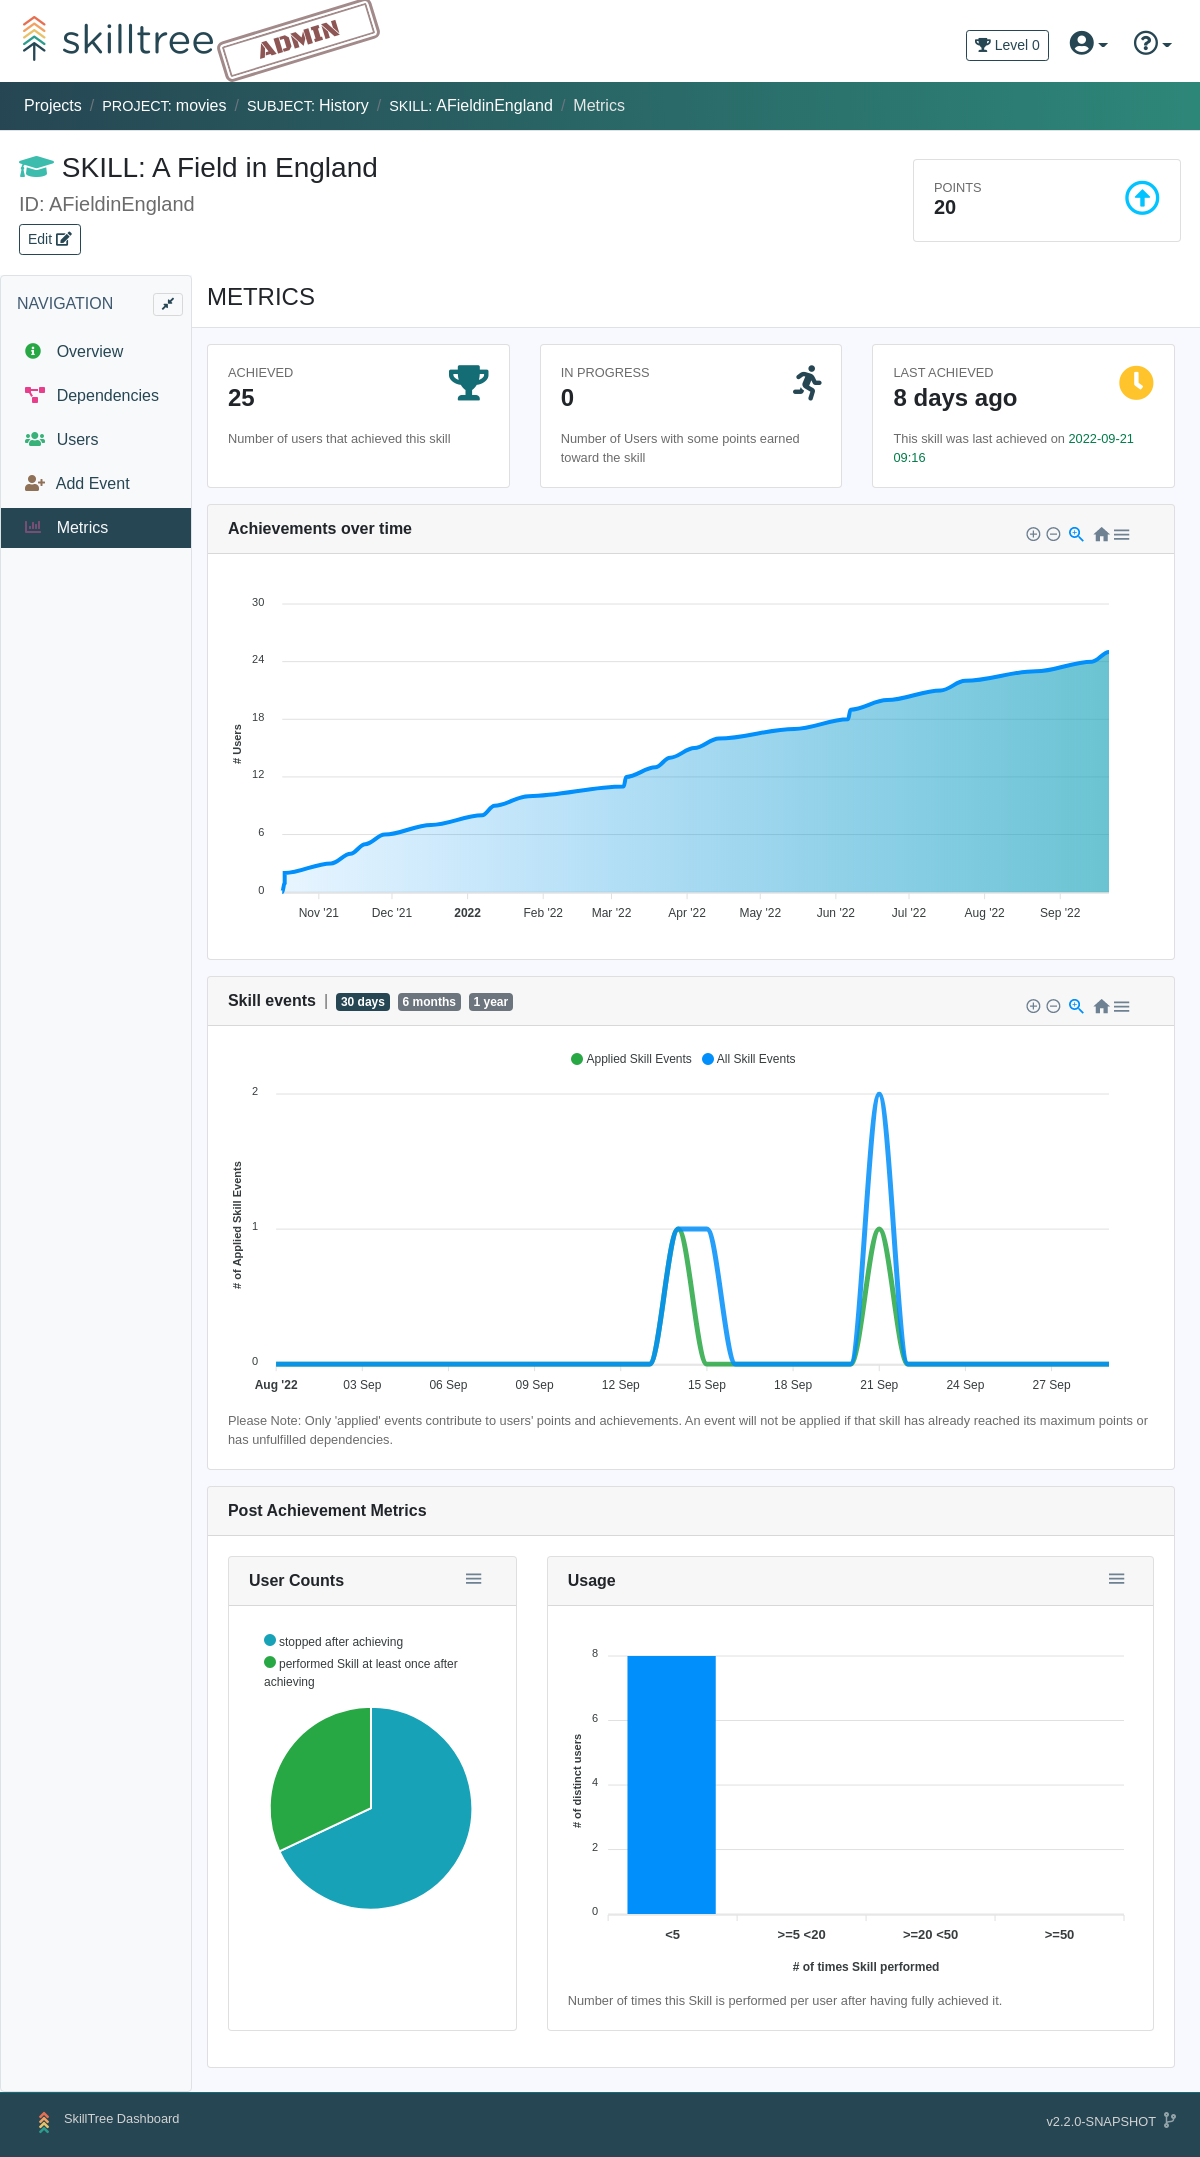 skilltree
ADMIN
Level 0
Projects / PROJECT: movies / SUBJECT: History / SKILL: AFieldinEngland / Metrics
SKILL: A Field in England
ID: AFieldinEngland
Edit
POINTS
20
NAVIGATION
Overview
Dependencies
Users
Add Event
Metrics
METRICS
ACHIEVED
25
Number of users that achieved this skill
IN PROGRESS
0
Number of Users with some points earned
toward the skill
LAST ACHIEVED
8 days ago
This skill was last achieved on 2022-09-21
09:16
Achievements over time
30
24
18
12
6
0
# Users
Nov '21 Dec '21 2022 Feb '22 Mar '22 Apr '22 May '22 Jun '22 Jul '22 Aug '22 Sep '22
Skill events | 30 days 6 months 1 year
Applied Skill Events All Skill Events
2
1
0
# of Applied Skill Events
Aug '22 03 Sep 06 Sep 09 Sep 12 Sep 15 Sep 18 Sep 21 Sep 24 Sep 27 Sep
Please Note: Only 'applied' events contribute to users' points and achievements. An event will not be applied if that skill has already reached its maximum points or
has unfulfilled dependencies.
Post Achievement Metrics
User Counts
stopped after achieving
performed Skill at least once after
achieving
Usage
8
6
4
2
0
# of distinct users
<5 >=5 <20 >=20 <50 >=50
# of times Skill performed
Number of times this Skill is performed per user after having fully achieved it.
SkillTree Dashboard
v2.2.0-SNAPSHOT